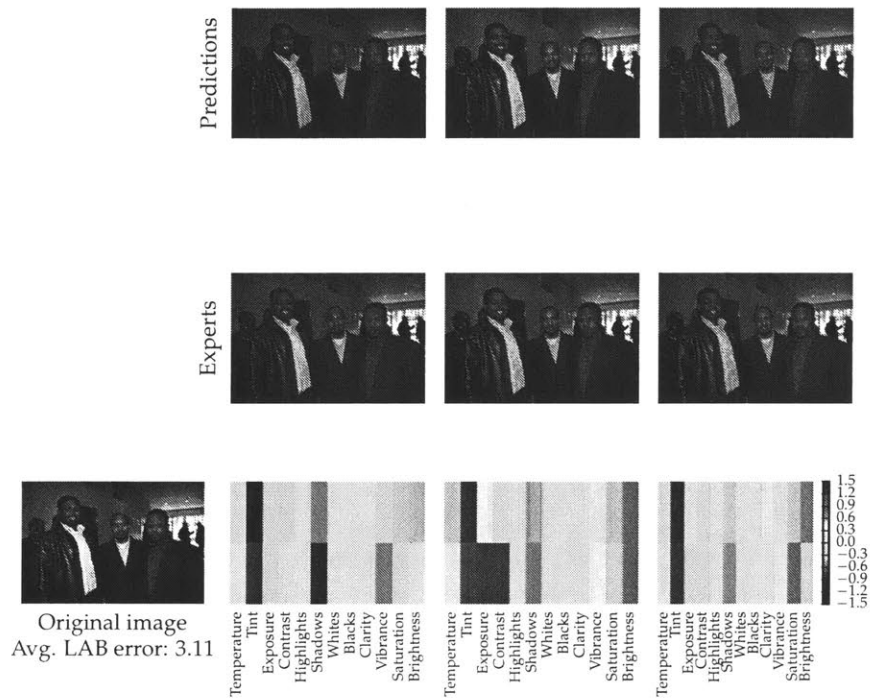 Predictions
Experts
1.5
1.2
0.9
0.6
0.3
0.0
−0.3
−0.6
−0.9
−1.2
−1.5
Original image
Avg. LAB error: 3.11
Temperature
Tint
Exposure
Contrast
Highlights
Shadows
Whites
Blacks
Clarity
Vibrance
Saturation
Brightness
Temperature
Tint
Exposure
Contrast
Highlights
Shadows
Whites
Blacks
Clarity
Vibrance
Saturation
Brightness
Temperature
Tint
Exposure
Contrast
Highlights
Shadows
Whites
Blacks
Clarity
Vibrance
Saturation
Brightness